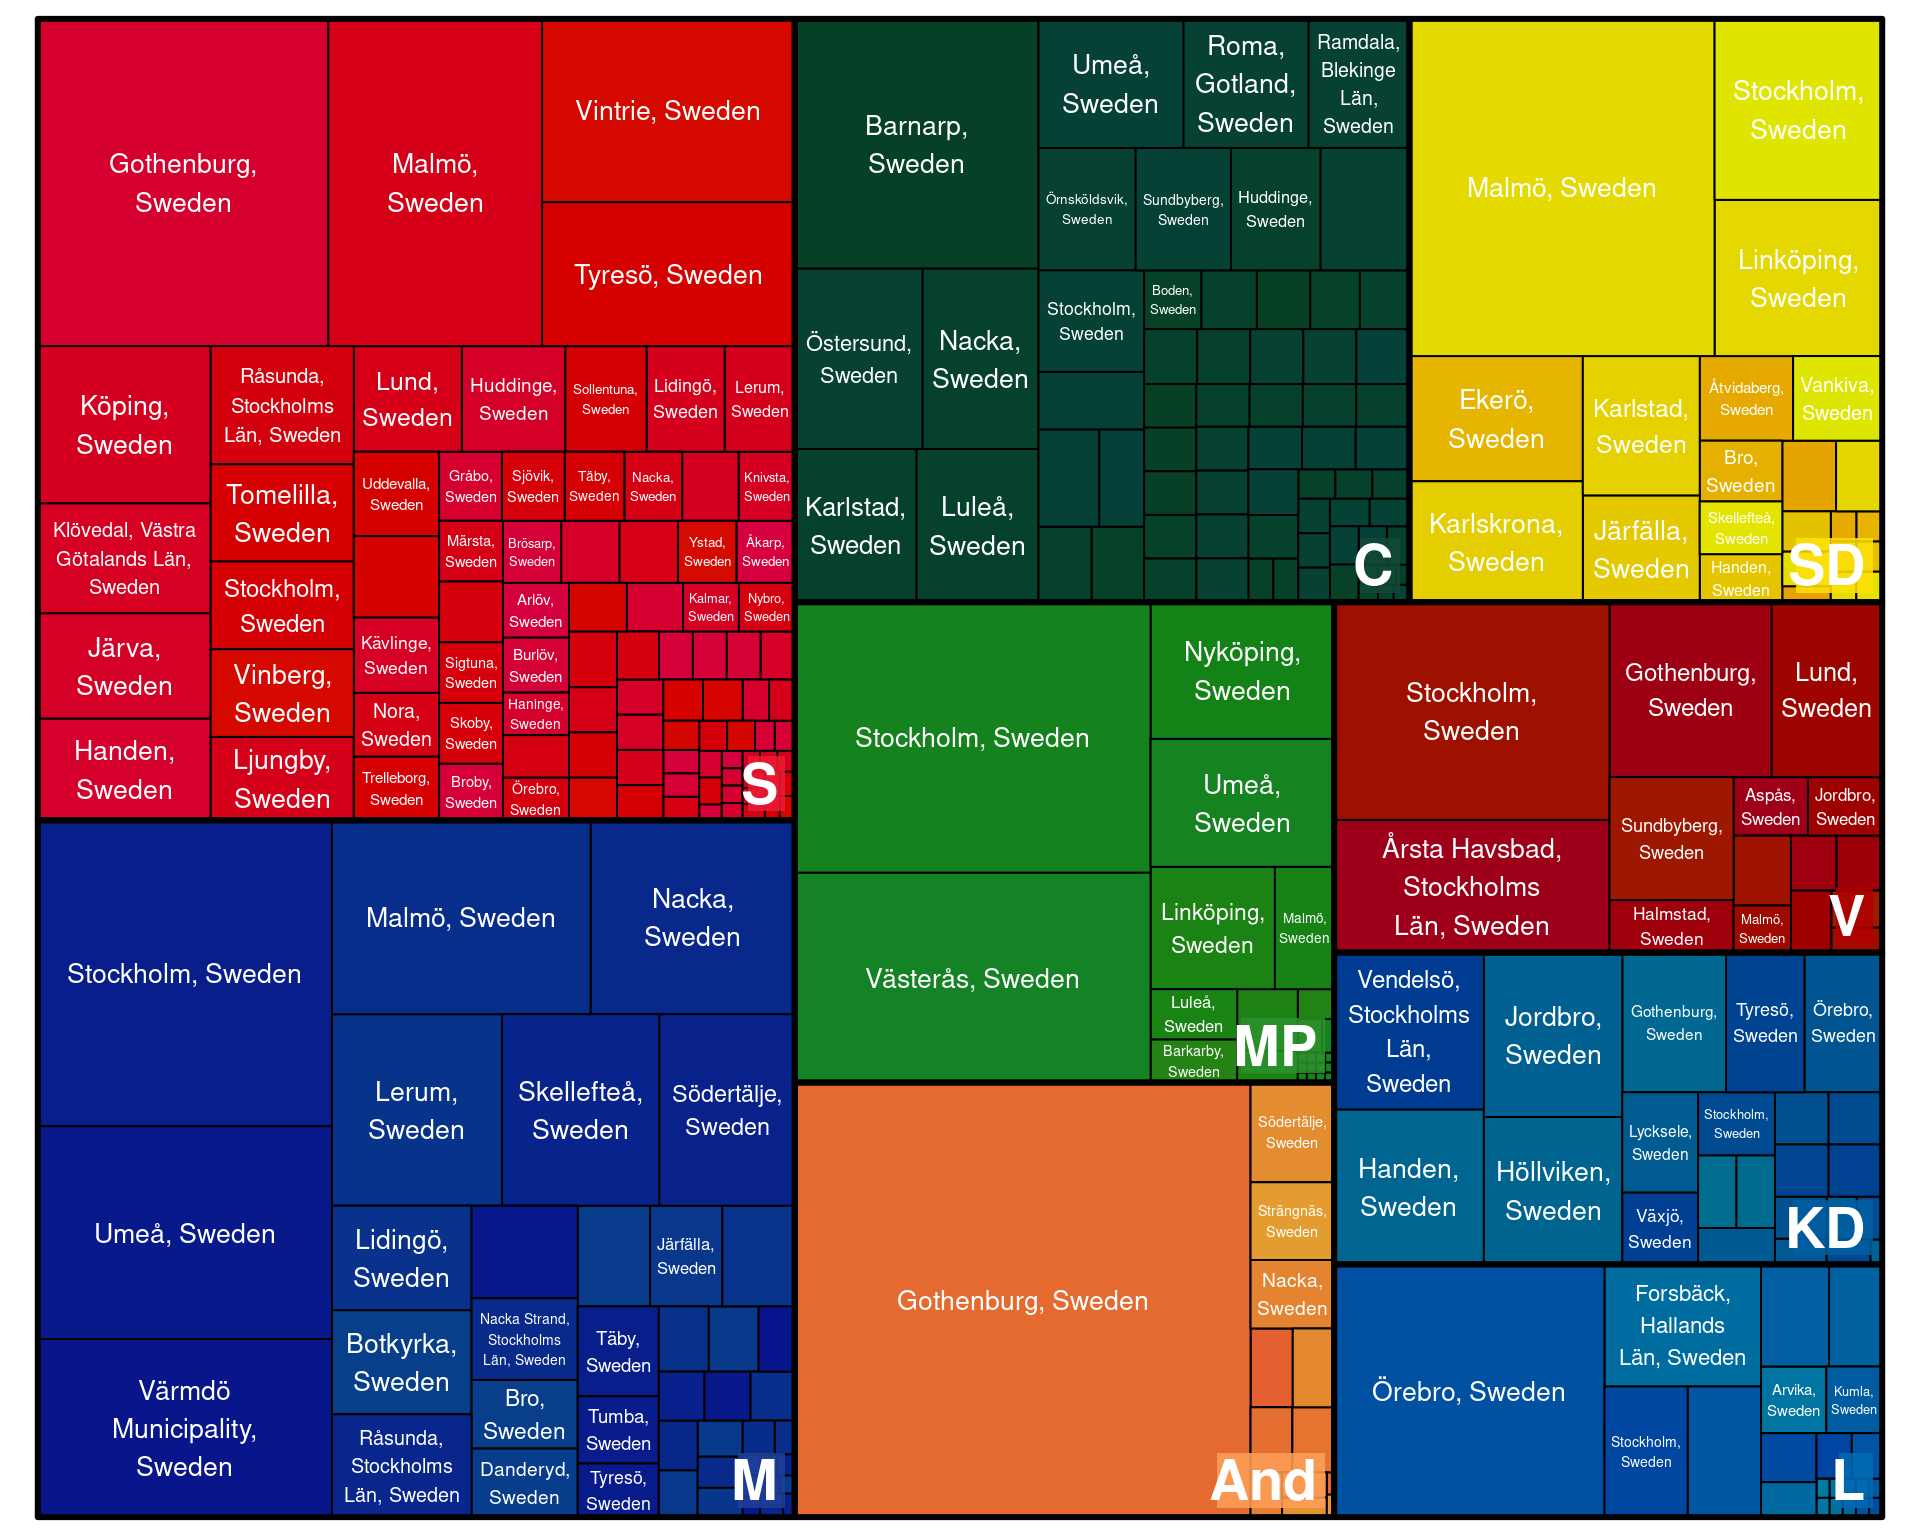 Gothenburg,
Sweden
Malmö,
Sweden
Vintrie, Sweden
Tyresö, Sweden
Köping,
Sweden
Råsunda,
Stockholms
Län, Sweden
Lund,
Sweden
Huddinge,
Sweden
Sollentuna,
Sweden
Lidingö,
Sweden
Lerum,
Sweden
Klövedal, Västra
Götalands Län,
Sweden
Tomelilla,
Sweden
Uddevalla,
Sweden
Gråbo,
Sweden
Sjövik,
Sweden
Täby,
Sweden
Nacka,
Sweden
Knivsta,
Sweden
Märsta,
Sweden
Brösarp,
Sweden
Ystad,
Sweden
Åkarp,
Sweden
Stockholm,
Sweden
Arlöv,
Sweden
Kalmar,
Sweden
Nybro,
Sweden
Järva,
Sweden
Kävlinge,
Sweden
Sigtuna,
Sweden
Burlöv,
Sweden
Vinberg,
Sweden
Haninge,
Sweden
Nora,
Sweden
Skoby,
Sweden
Handen,
Sweden
Ljungby,
Sweden
Trelleborg,
Sweden
Broby,
Sweden
Örebro,
Sweden
S
Barnarp,
Sweden
Umeå,
Sweden
Roma,
Gotland,
Sweden
Ramdala,
Blekinge
Län,
Sweden
Örnsköldsvik,
Sweden
Sundbyberg,
Sweden
Huddinge,
Sweden
Östersund,
Sweden
Nacka,
Sweden
Stockholm,
Sweden
Boden,
Sweden
Karlstad,
Sweden
Luleå,
Sweden
C
Malmö, Sweden
Stockholm,
Sweden
Linköping,
Sweden
Ekerö,
Sweden
Karlstad,
Sweden
Åtvidaberg,
Sweden
Vankiva,
Sweden
Bro,
Sweden
Karlskrona,
Sweden
Järfälla,
Sweden
Skellefteå,
Sweden
Handen,
Sweden
SD
Stockholm, Sweden
Nyköping,
Sweden
Umeå,
Sweden
Västerås, Sweden
Linköping,
Sweden
Malmö,
Sweden
Luleå,
Sweden
Barkarby,
Sweden
MP
Stockholm,
Sweden
Gothenburg,
Sweden
Lund,
Sweden
Årsta Havsbad,
Stockholms
Län, Sweden
Sundbyberg,
Sweden
Aspås,
Sweden
Jordbro,
Sweden
Halmstad,
Sweden
Malmö,
Sweden
V
Stockholm, Sweden
Malmö, Sweden
Nacka,
Sweden
Lerum,
Sweden
Skellefteå,
Sweden
Södertälje,
Sweden
Umeå, Sweden
Lidingö,
Sweden
Järfälla,
Sweden
Nacka Strand,
Stockholms
Län, Sweden
Täby,
Sweden
Botkyrka,
Sweden
Värmdö
Municipality,
Sweden
Bro,
Sweden
Tumba,
Sweden
Råsunda,
Stockholms
Län, Sweden
Danderyd,
Sweden
Tyresö,
Sweden
M
Gothenburg, Sweden
Södertälje,
Sweden
Strängnäs,
Sweden
Nacka,
Sweden
And
Vendelsö,
Stockholms
Län,
Sweden
Jordbro,
Sweden
Gothenburg,
Sweden
Tyresö,
Sweden
Örebro,
Sweden
Handen,
Sweden
Höllviken,
Sweden
Lycksele,
Sweden
Stockholm,
Sweden
Växjö,
Sweden
KD
Örebro, Sweden
Forsbäck,
Hallands
Län, Sweden
Stockholm,
Sweden
Arvika,
Sweden
Kumla,
Sweden
L